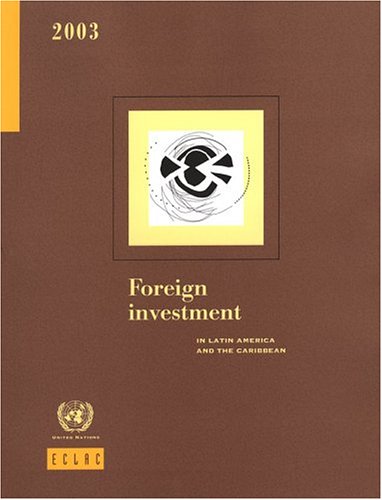 2003
Foreign
investment
IN LATIN AMERICA
AND THE CARIBBEAN
UNITED NATIONS
ECLAC